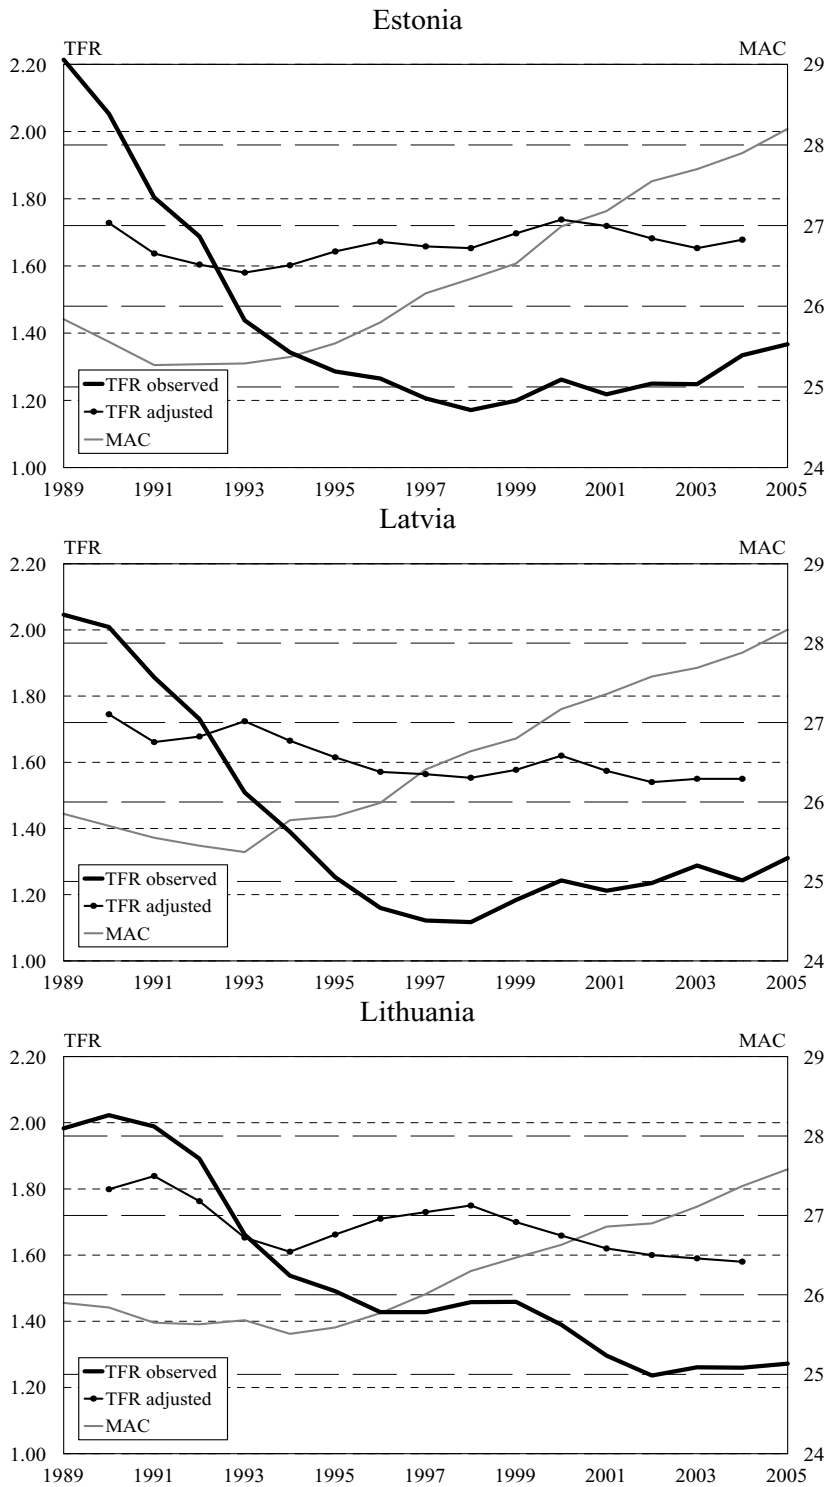 Estonia
TFR MAC
2.20 29
2.00
28
1.80
27
1.60
26
1.40
25
1.20
1.00 24
TFR observed
TFR adjusted
MAC
1989 1991 1993 1995 1997 1999 2001 2003 2005
Latvia
TFR MAC
2.20 29
2.00
28
1.80
27
1.60
26
1.40
25
1.20
1.00 24
TFR observed
TFR adjusted
MAC
1989 1991 1993 1995 1997 1999 2001 2003 2005
Lithuania
TFR MAC
2.20 29
2.00
28
1.80
27
1.60
26
1.40
25
1.20
1.00 24
TFR observed
TFR adjusted
MAC
1989 1991 1993 1995 1997 1999 2001 2003 2005